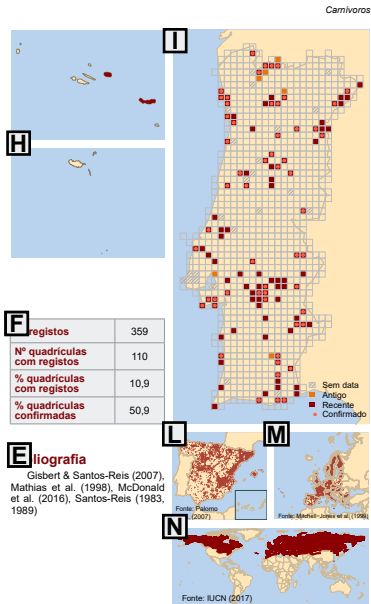 Carnívoros
I
H
F
registos 359
Nº quadrículas
com registos 110
% quadrículas
com registos 10,9
% quadrículas
confirmadas 50,9
Sem data
Antigo
Recente
Confirmado
E
liografia
Gisbert & Santos-Reis (2007),
Mathias et al. (1998), McDonald
et al. (2016), Santos-Reis (1983,
1989)
L
Fonte: Palomo
(2007)
M
Fonte: Mitchell-Jones et al. (1999)
N
Fonte: IUCN (2017)